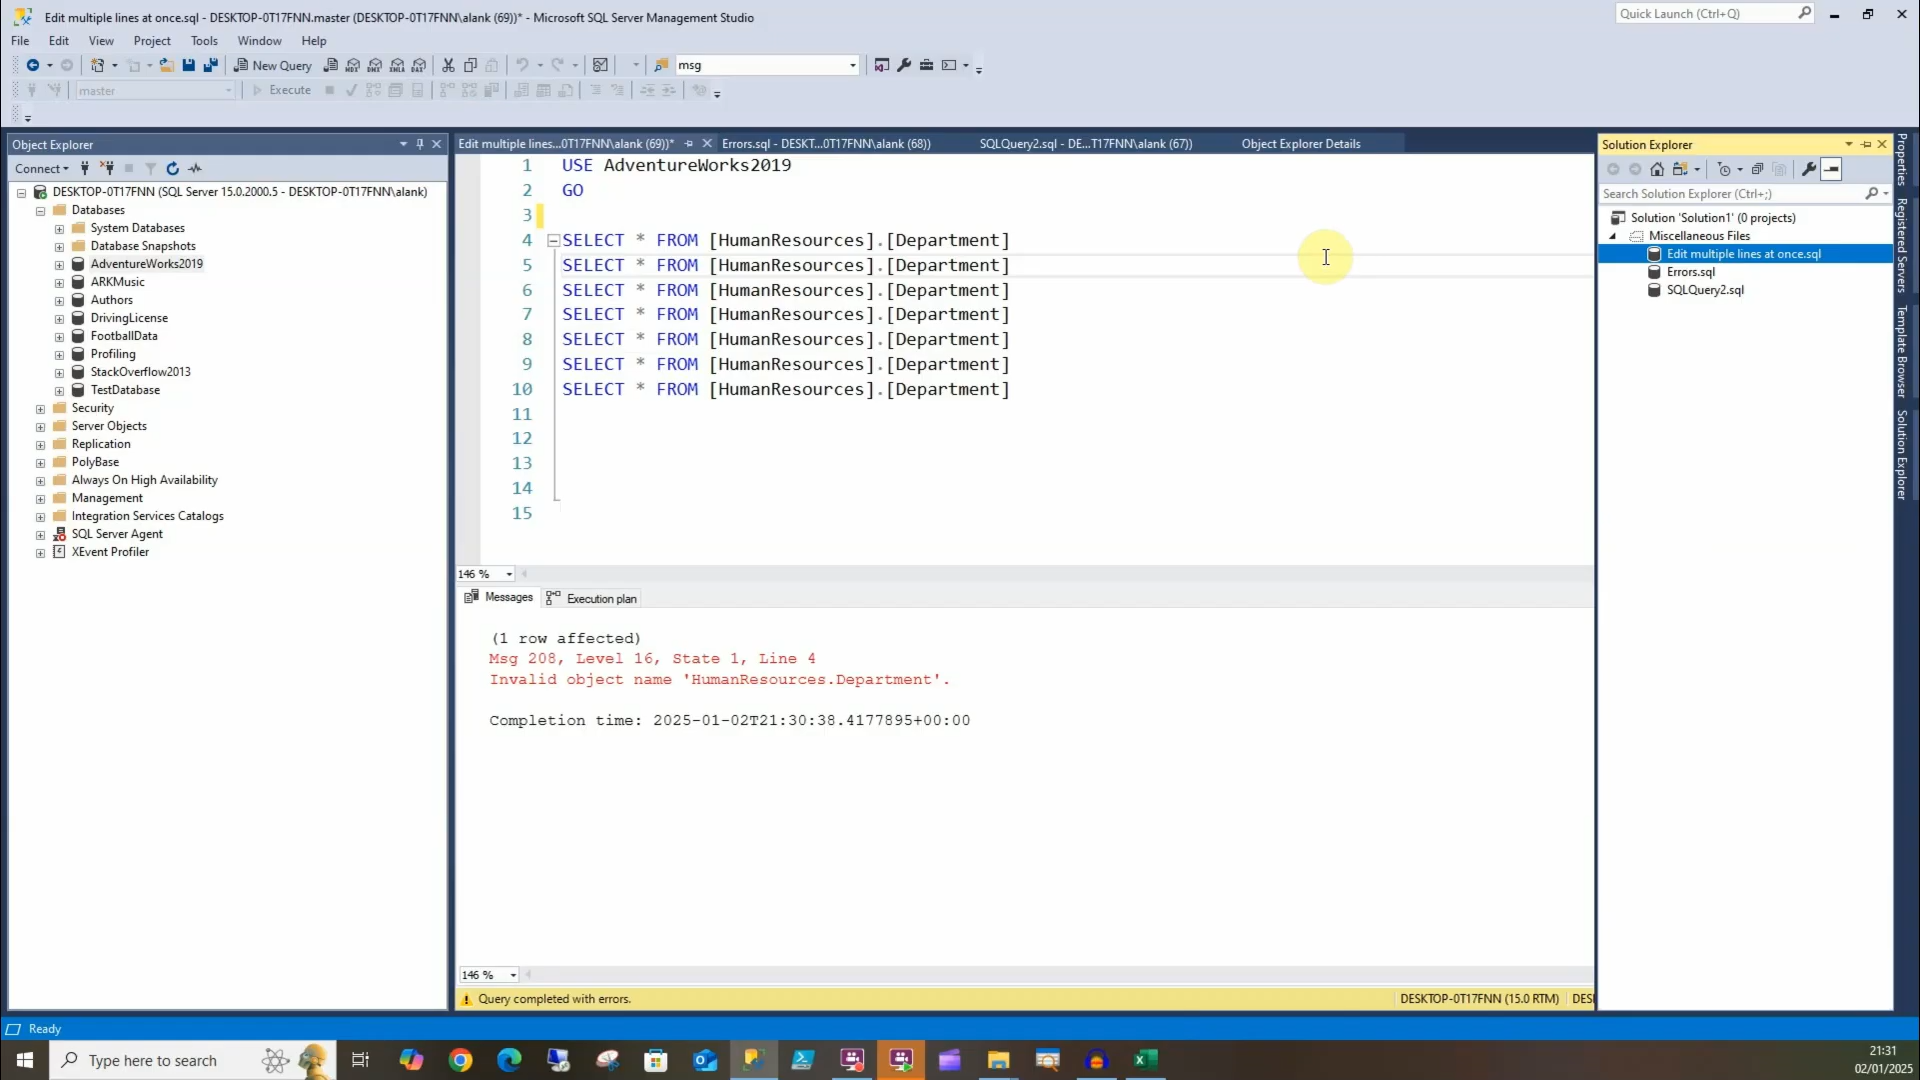 Edit multiple lines at once.sql - DESKTOP-0T17FNN.master (DESKTOP-0T17FNN\alank (69))* - Microsoft SQL Server Management Studio
Quick Launch (Ctrl+Q)
File Edit View Project Tools Window Help
New Query
msg
master
Execute
Object Explorer
Connect
DESKTOP-0T17FNN (SQL Server 15.0.2000.5 - DESKTOP-0T17FNN\alank)
Databases
System Databases
Database Snapshots
AdventureWorks2019
ARKMusic
Authors
DrivingLicense
FootballData
Profiling
StackOverflow2013
TestDatabase
Security
Server Objects
Replication
PolyBase
Always On High Availability
Management
Integration Services Catalogs
SQL Server Agent
XEvent Profiler
Edit multiple lines...0T17FNN\alank (69))* Errors.sql - DESKT...0T17FNN\alank (68)) SQLQuery2.sql - DE...T17FNN\alank (67)) Object Explorer Details
1 USE AdventureWorks2019
2 GO
3
4 SELECT * FROM [HumanResources].[Department]
5 SELECT * FROM [HumanResources].[Department]
6 SELECT * FROM [HumanResources].[Department]
7 SELECT * FROM [HumanResources].[Department]
8 SELECT * FROM [HumanResources].[Department]
9 SELECT * FROM [HumanResources].[Department]
10 SELECT * FROM [HumanResources].[Department]
11
12
13
14
15
146 %
Messages Execution plan
(1 row affected)
Msg 208, Level 16, State 1, Line 4
Invalid object name 'HumanResources.Department'.
Completion time: 2025-01-02T21:30:38.4177895+00:00
146 %
Query completed with errors. DESKTOP-0T17FNN (15.0 RTM) DESI
Solution Explorer
Search Solution Explorer (Ctrl+;)
Solution 'Solution1' (0 projects)
Miscellaneous Files
Edit multiple lines at once.sql
Errors.sql
SQLQuery2.sql
Properties
Registered Servers
Template Browser
Solution Explorer
Ready
Type here to search
21:31
02/01/2025